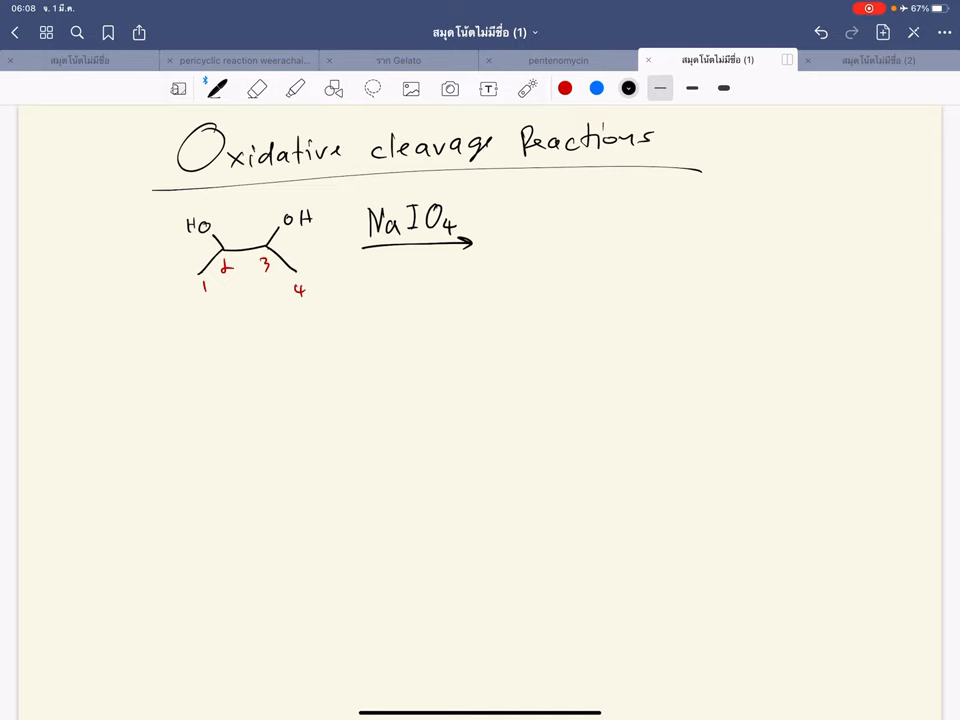 06:08 จ. 1 มี.ค.
67%
สมุดโน้ตไม่มีชื่อ (1)
สมุดโน้ตไม่มีชื่อ
pericyclic reaction weerachai...
ราก Gelato
pentenomycin
สมุดโน้ตไม่มีชื่อ (1)
สมุดโน้ตไม่มีชื่อ (2)
Oxidative cleavage Reactions
HO OH NaIO4
2 3
1 4